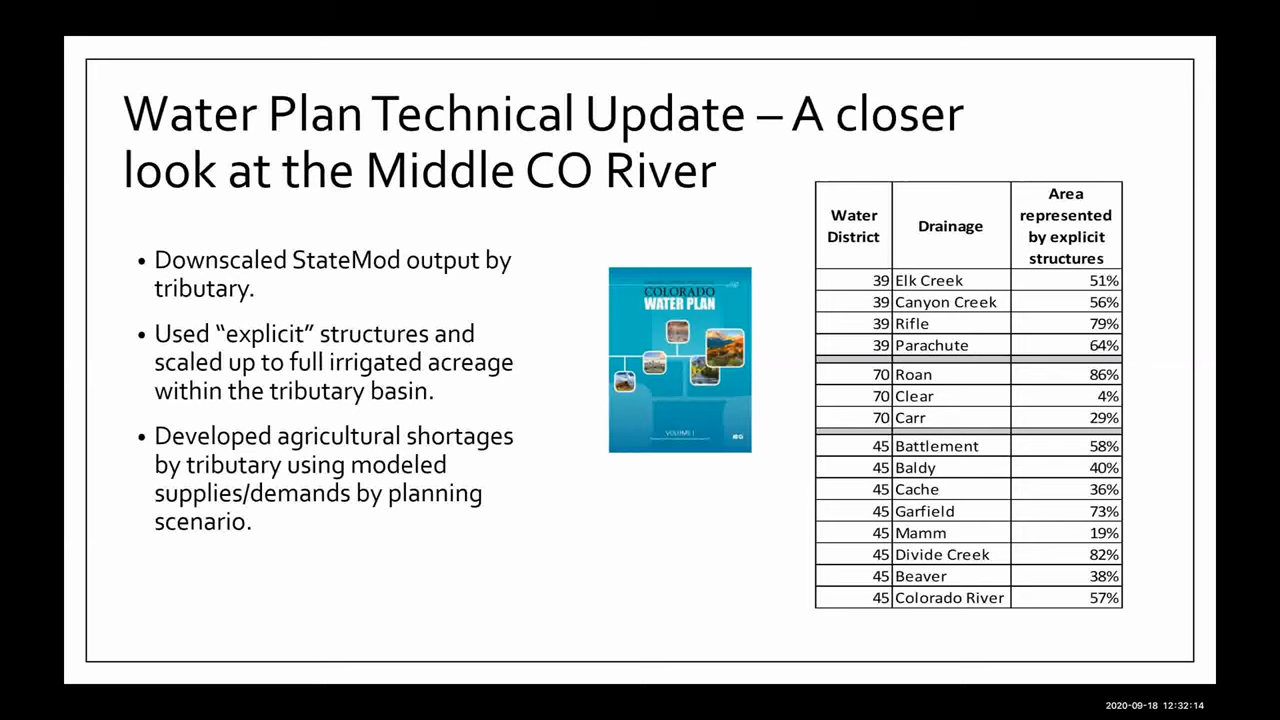 Water Plan Technical Update – A closer
look at the Middle CO River
• Downscaled StateMod output by
tributary.
• Used “explicit” structures and
scaled up to full irrigated acreage
within the tributary basin.
• Developed agricultural shortages
by tributary using modeled
supplies/demands by planning
scenario.
COLORADO
WATER PLAN
VOLUME I
Water District Drainage Area represented by explicit structures
39 Elk Creek 51%
39 Canyon Creek 56%
39 Rifle 79%
39 Parachute 64%
70 Roan 86%
70 Clear 4%
70 Carr 29%
45 Battlement 58%
45 Baldy 40%
45 Cache 36%
45 Garfield 73%
45 Mamm 19%
45 Divide Creek 82%
45 Beaver 38%
45 Colorado River 57%
2020-09-18 12:32:14